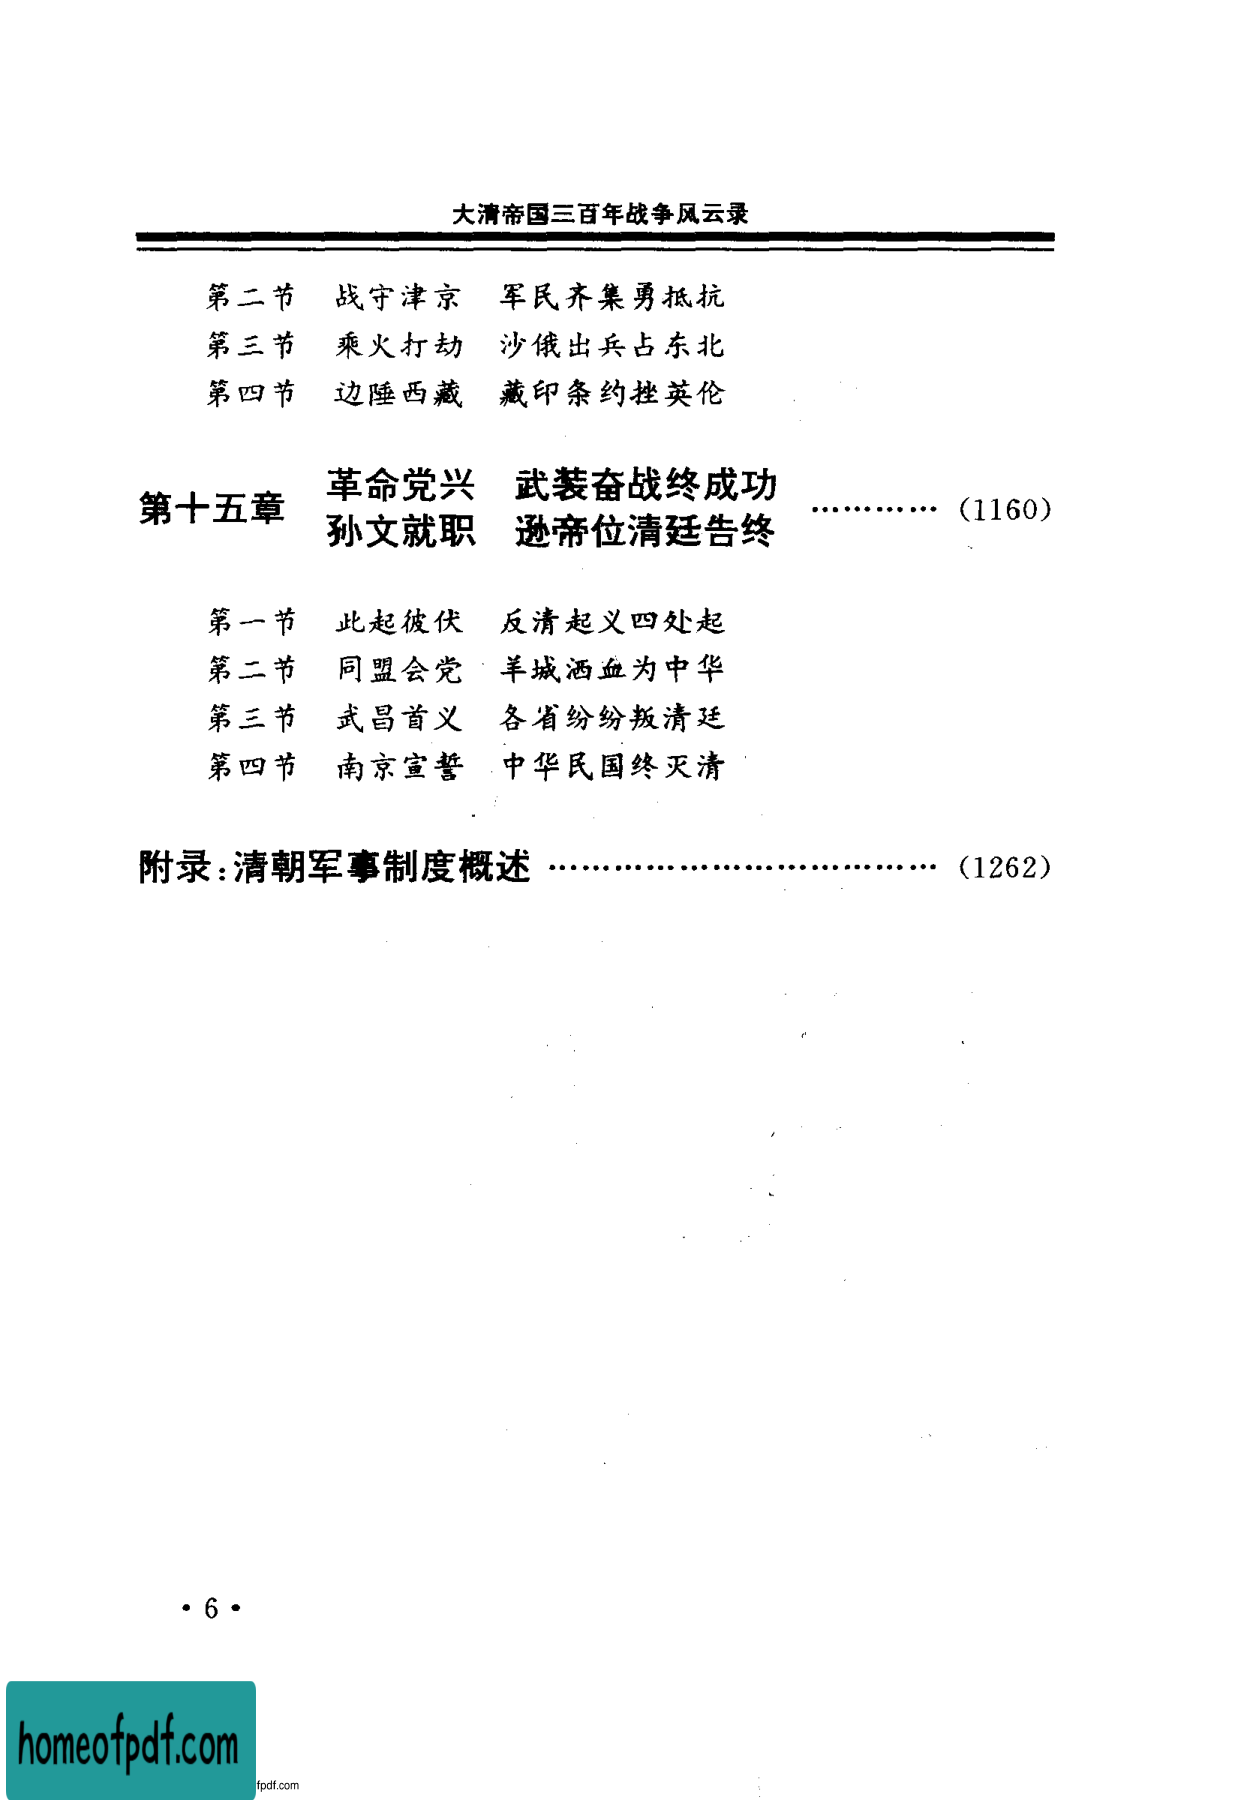 大清帝国三百年战争风云录
第二节 战守津京 军民齐集勇抵抗
第三节 乘火打劫 沙俄出兵占东北
第四节 边陲西藏 藏印条约挫英伦
革命党兴 武装奋战终成功
第十五章 ………… (1160)
孙文就职 逊帝位清廷告终
第一节 此起彼伏 反清起义四处起
第二节 同盟会党 羊城洒血为中华
第三节 武昌首义 各省纷纷叛清廷
第四节 南京宣誓 中华民国终灭清
附录:清朝军事制度概述 ………………………………… (1262)
· 6 ·
homeofpdf.com
fpdf.com